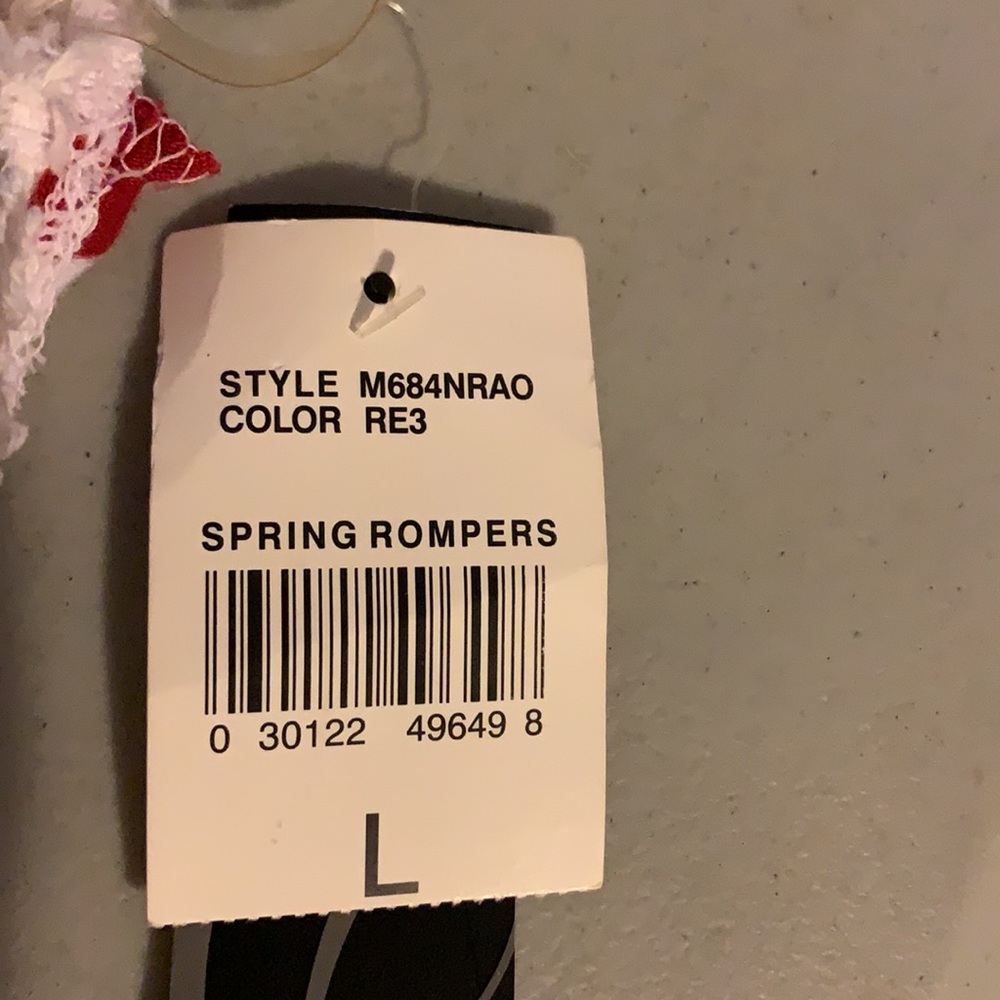 STYLE M684NRAO
COLOR RE3
SPRING ROMPERS
0 30122 49649 8
L